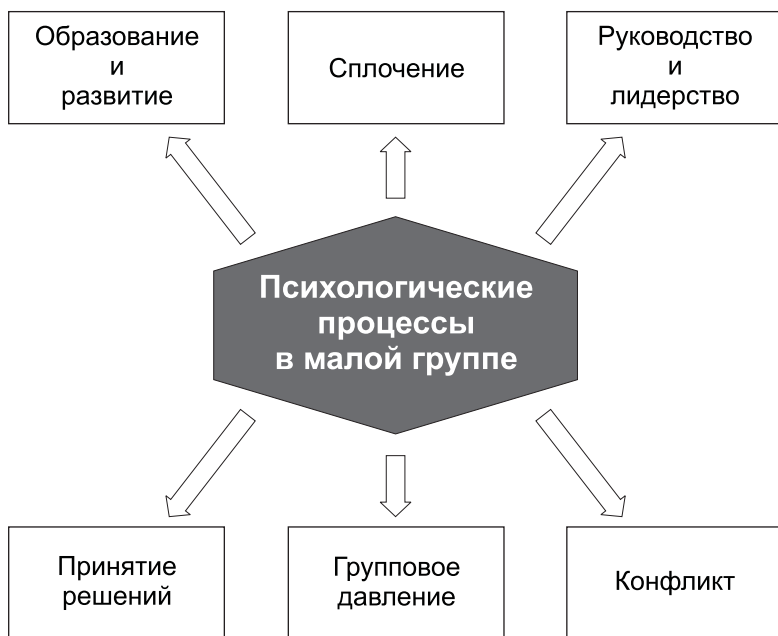 Образование
и
развитие
Сплочение
Руководство
и
лидерство
Психологические
процессы
в малой группе
Принятие
решений
Групповое
давление
Конфликт